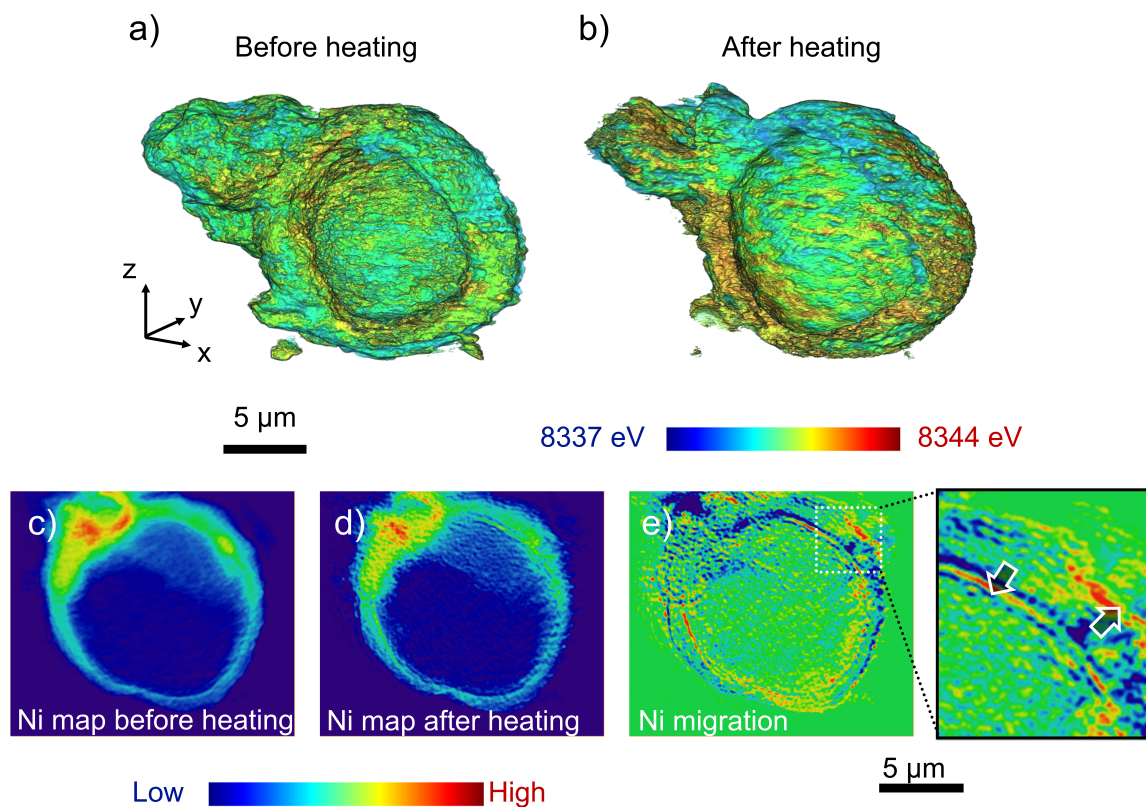 a)
Before heating
b)
After heating
z
y
x
5 μm
8337 eV
8344 eV
c)
Ni map before heating
d)
Ni map after heating
e)
Ni migration
Low
High
5 μm